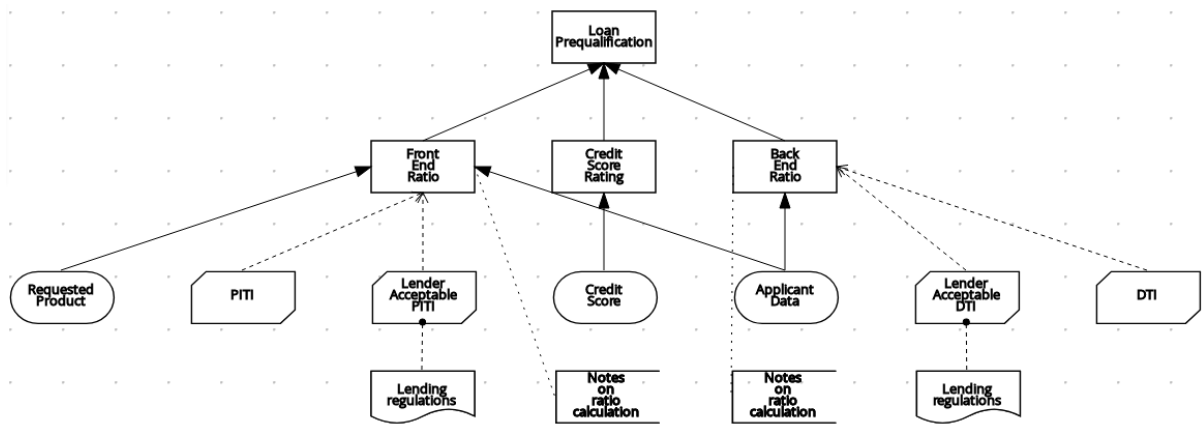 Loan
Prequalification
Front
End
Ratio
Credit
Score
Rating
Back
End
Ratio
Requested
Product
PITI
Lender
Acceptable
PITI
Credit
Score
Applicant
Data
Lender
Acceptable
DTI
DTI
Lending
regulations
Notes
on
ratio
calculation
Notes
on
ratio
calculation
Lending
regulations